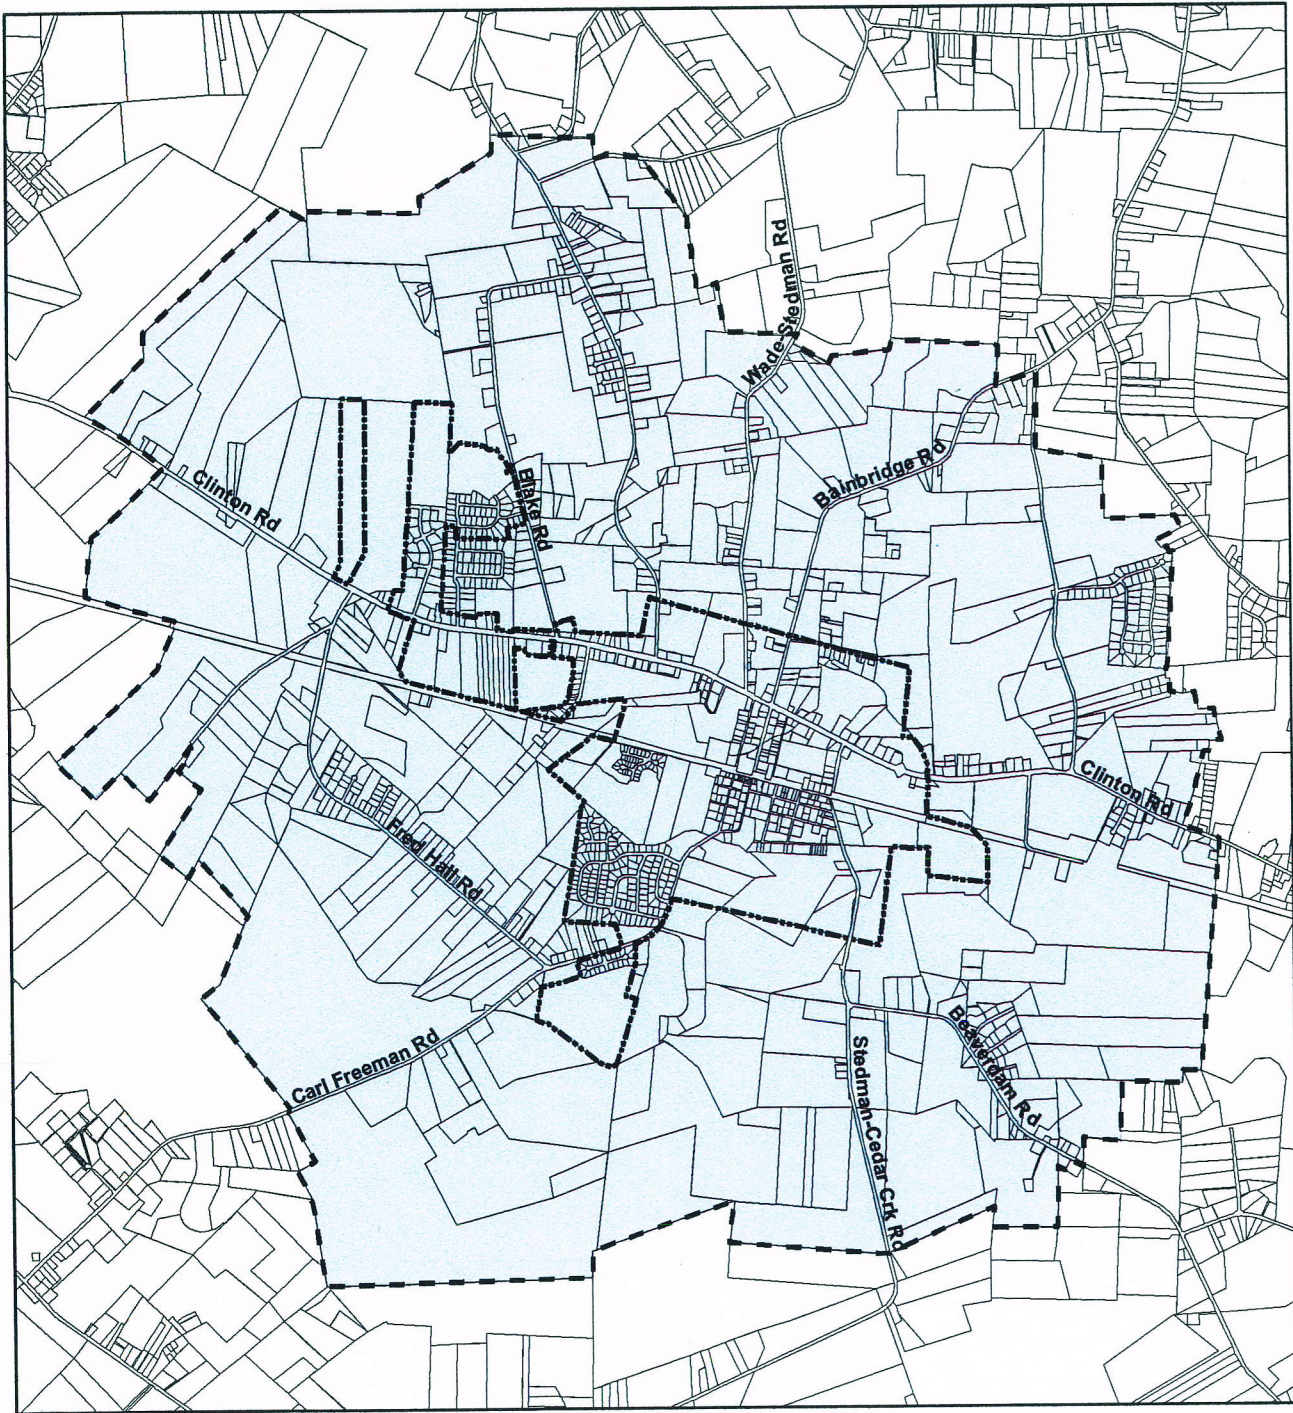 Wade-Stedman Rd
Bainbridge Rd
Clinton Rd
Blake Rd
Clinton Rd
Fred Hall Rd
Beaverdam Rd
Carl Freeman Rd
Stedman-Cedar Crk Rd